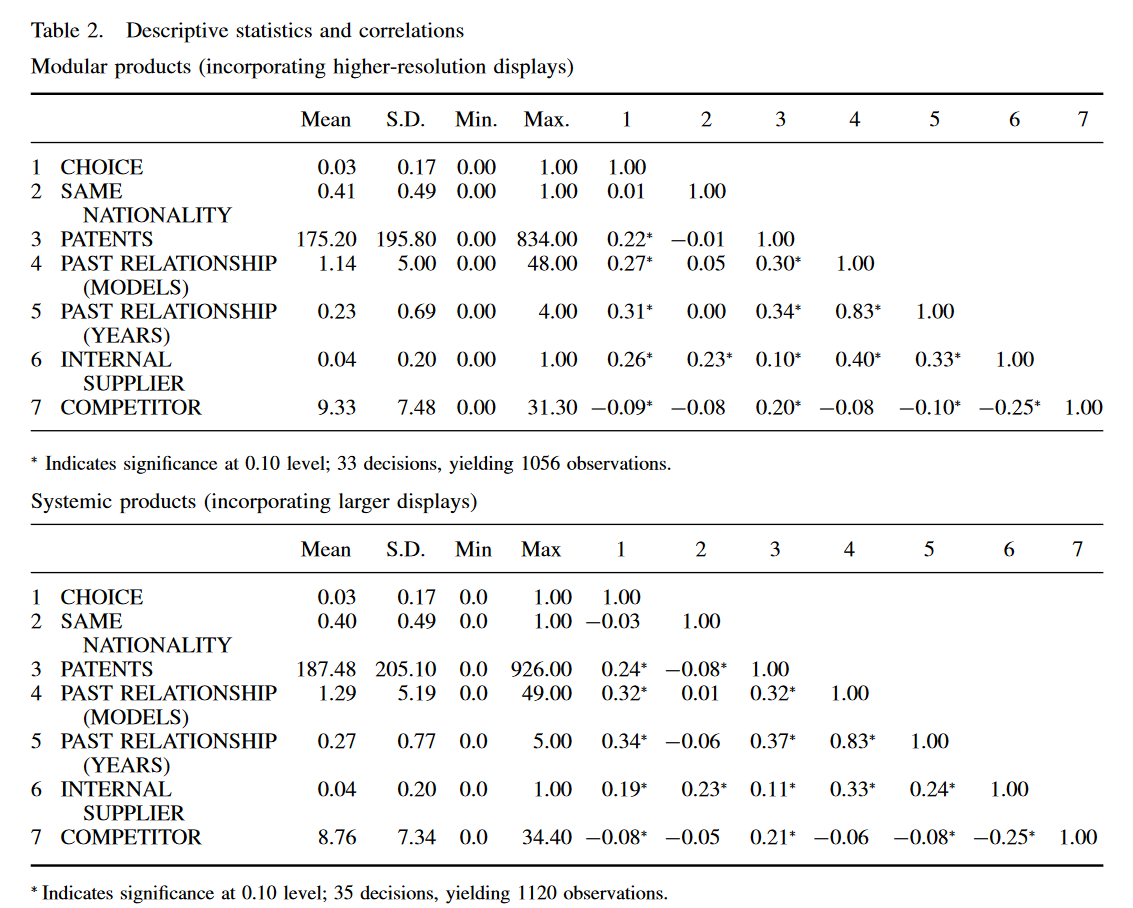 Table 2. Descriptive statistics and correlations
Modular products (incorporating higher-resolution displays)
Mean S.D. Min. Max. 1 2 3 4 5 6 7
1 CHOICE 0.03 0.17 0.00 1.00 1.00
2 SAME 0.41 0.49 0.00 1.00 0.01 1.00
NATIONALITY
3 PATENTS 175.20 195.80 0.00 834.00 0.22* −0.01 1.00
4 PAST RELATIONSHIP 1.14 5.00 0.00 48.00 0.27* 0.05 0.30* 1.00
(MODELS)
5 PAST RELATIONSHIP 0.23 0.69 0.00 4.00 0.31* 0.00 0.34* 0.83* 1.00
(YEARS)
6 INTERNAL 0.04 0.20 0.00 1.00 0.26* 0.23* 0.10* 0.40* 0.33* 1.00
SUPPLIER
7 COMPETITOR 9.33 7.48 0.00 31.30 −0.09* −0.08 0.20* −0.08 −0.10* −0.25* 1.00
* Indicates significance at 0.10 level; 33 decisions, yielding 1056 observations.
Systemic products (incorporating larger displays)
Mean S.D. Min Max 1 2 3 4 5 6 7
1 CHOICE 0.03 0.17 0.0 1.00 1.00
2 SAME 0.40 0.49 0.0 1.00 −0.03 1.00
NATIONALITY
3 PATENTS 187.48 205.10 0.0 926.00 0.24* −0.08* 1.00
4 PAST RELATIONSHIP 1.29 5.19 0.0 49.00 0.32* 0.01 0.32* 1.00
(MODELS)
5 PAST RELATIONSHIP 0.27 0.77 0.0 5.00 0.34* −0.06 0.37* 0.83* 1.00
(YEARS)
6 INTERNAL 0.04 0.20 0.0 1.00 0.19* 0.23* 0.11* 0.33* 0.24* 1.00
SUPPLIER
7 COMPETITOR 8.76 7.34 0.0 34.40 −0.08* −0.05 0.21* −0.06 −0.08* −0.25* 1.00
* Indicates significance at 0.10 level; 35 decisions, yielding 1120 observations.